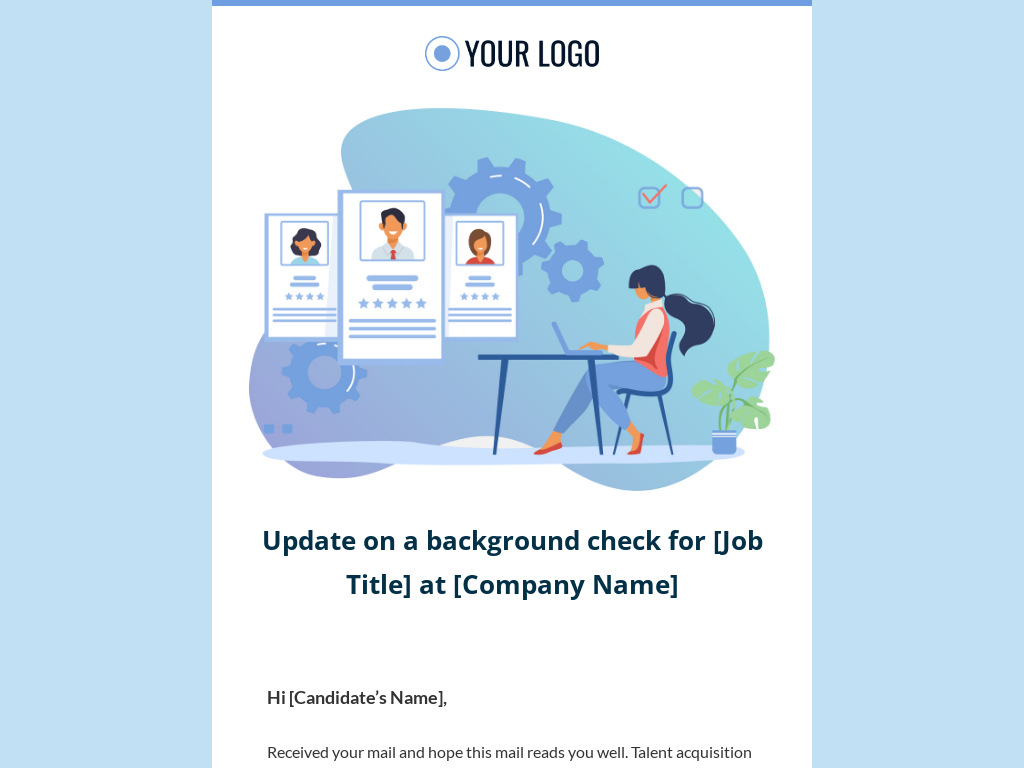 YOUR LOGO
Update on a background check for [Job
Title] at [Company Name]
Hi [Candidate’s Name],
Received your mail and hope this mail reads you well. Talent acquisition